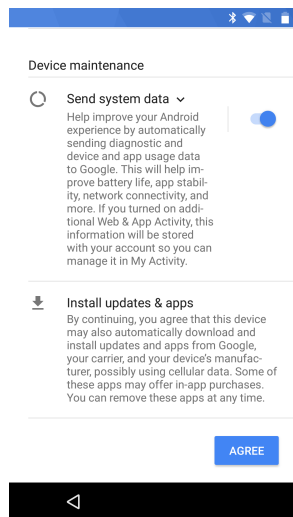 Device maintenance
Send system data
Help improve your Android
experience by automatically
sending diagnostic and
device and app usage data
to Google. This will help im-
prove battery life, app stabil-
ity, network connectivity, and
more. If you turned on addi-
tional Web & App Activity, this
information will be stored
with your account so you can
manage it in My Activity.
Install updates & apps
By continuing, you agree that this device
may also automatically download and
install updates and apps from Google,
your carrier, and your device's manufac-
turer, possibly using cellular data. Some of
these apps may offer in-app purchases.
You can remove these apps at any time.
AGREE